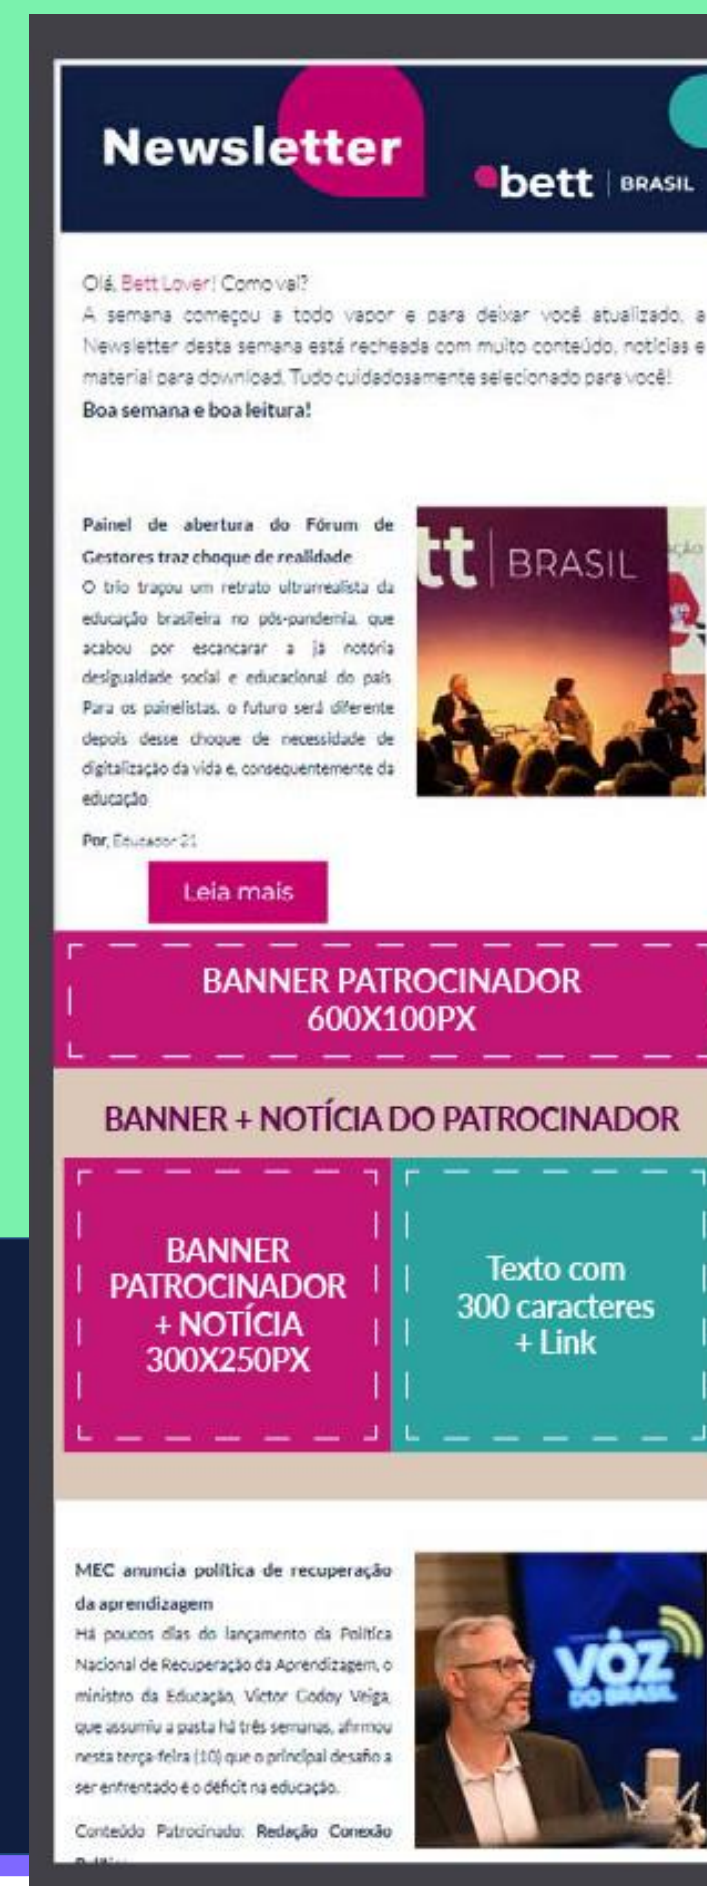 Newsletter
bett | BRASIL
Olá, Bett Lover! Como vai?
A semana começou a todo vapor e para deixar você atualizado, a
Newsletter desta semana está recheada com muito conteúdo, notícias e
material para download. Tudo cuidadosamente selecionado para você!
Boa semana e boa leitura!
Painel de abertura do Fórum de
Gestores traz choque de realidade
O trio traçou um retrato ultrarrealista da
educação brasileira no pós-pandemia, que
acabou por escancarar a já notória
desigualdade social e educacional do país.
Para os painelistas, o futuro será diferente
depois desse choque de necessidade de
digitalização da vida e, consequentemente da
educação
Por, Educador 21
tt | BRASIL
ação
Leia mais
BANNER PATROCINADOR
600X100PX
BANNER + NOTÍCIA DO PATROCINADOR
BANNER
PATROCINADOR
+ NOTÍCIA
300X250PX
Texto com
300 caracteres
+ Link
MEC anuncia política de recuperação
da aprendizagem
Há poucos dias do lançamento da Política
Nacional de Recuperação da Aprendizagem, o
ministro da Educação, Victor Godoy Veiga,
que assumiu a pasta há três semanas, afirmou
nesta terça-feira (10) que o principal desafio a
ser enfrentado é o déficit na educação.
Conteúdo Patrocinado: Redação Conexão
VOZ
DO BRASIL